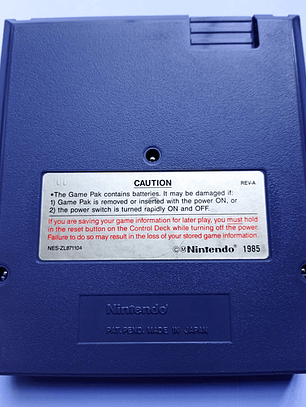 CAUTION REV-A
•The Game Pak contains batteries. It may be damaged if:
1) Game Pak is removed or inserted with the power ON, or
2) the power switch is turned rapidly ON and OFF.
If you are saving your game information for later play, you must hold
in the reset button on the Control Deck while turning off the power.
Failure to do so may result in the loss of your stored game information.
NES-ZL871104 ©Ⓜ Nintendo 1985
Nintendo
PAT. PEND. MADE IN JAPAN